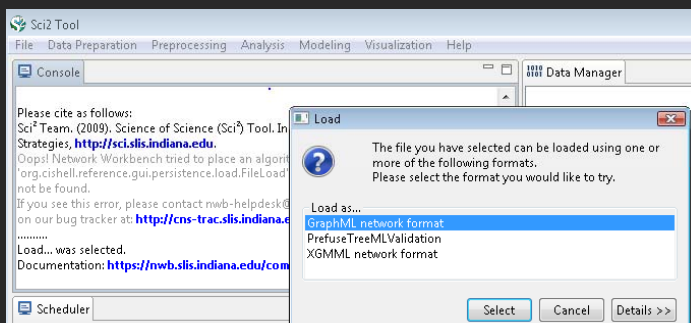 Sci2 Tool
File Data Preparation Preprocessing Analysis Modeling Visualization Help
Console
Data Manager
Please cite as follows:
Sci² Team. (2009). Science of Science (Sci²) Tool. In
Strategies, http://sci.slis.indiana.edu.
Oops! Network Workbench tried to place an algorit
'org.cishell.reference.gui.persistence.load.FileLoad'
not be found.
If you see this error, please contact nwb-helpdesk@
on our bug tracker at: http://cns-trac.slis.indiana.e
..........
Load... was selected.
Documentation: https://nwb.slis.indiana.edu/com
Scheduler
Load
The file you have selected can be loaded using one or
more of the following formats.
Please select the format you would like to try.
Load as...
GraphML network format
PrefuseTreeMLValidation
XGMML network format
Select Cancel Details >>